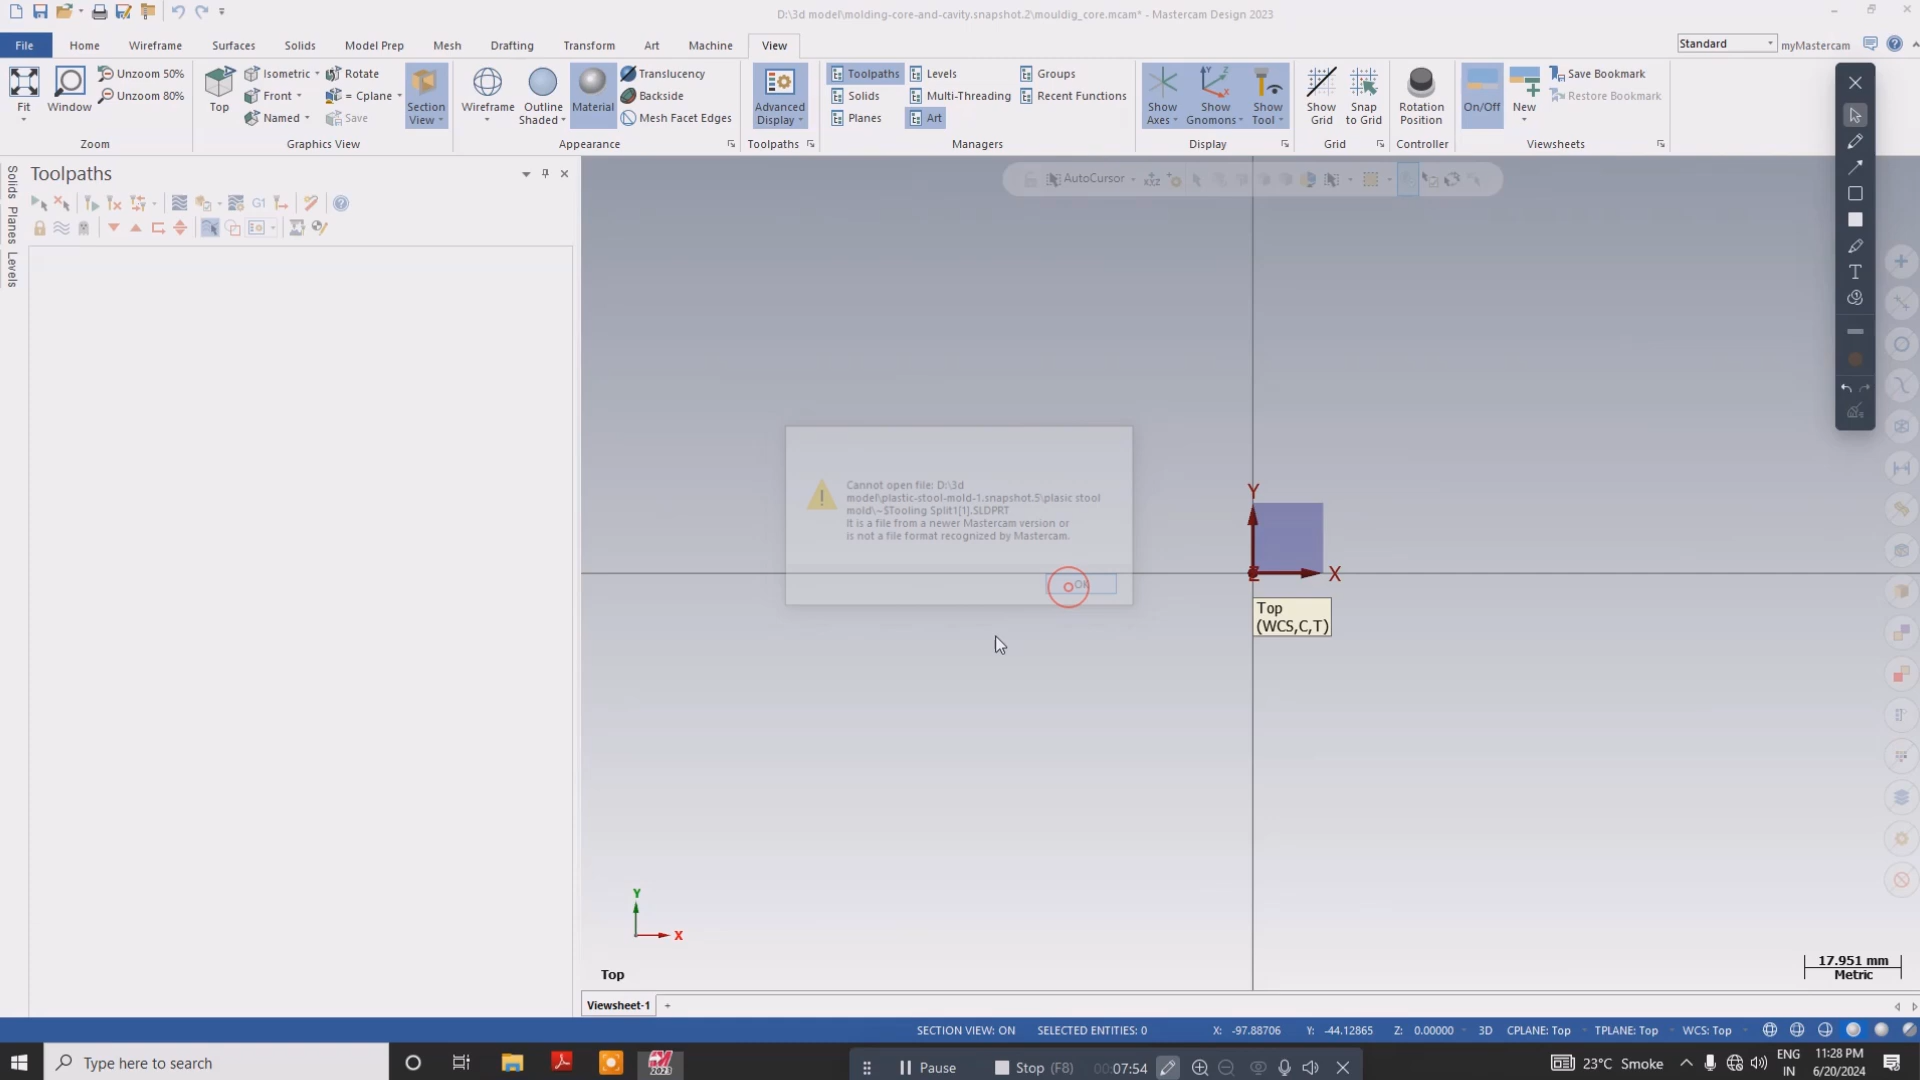 D:\3d model\molding-core-and-cavity.snapshot.2\mouldig_core.mcam* - Mastercam Design 2023
File Home Wireframe Surfaces Solids Model Prep Mesh Drafting Transform Art Machine View
Standard myMastercam
Fit
Window
Unzoom 50%
Unzoom 80%
Zoom
Top
Isometric
Front
Named
Rotate
= Cplane
Save
Section View
Graphics View
Wireframe
Outline Shaded
Material
Translucency
Backside
Mesh Facet Edges
Appearance
Advanced Display
Toolpaths
Toolpaths
Solids
Planes
Levels
Multi-Threading
Art
Groups
Recent Functions
Managers
Show Axes
Show Gnomons
Show Tool
Display
Show Grid
Snap to Grid
Grid
Rotation Position
Controller
On/Off
New
Save Bookmark
Restore Bookmark
Viewsheets
Solids Planes Levels
Toolpaths
G1
AutoCursor
T
Cannot open file: D:\3d
model\plastic-stool-mold-1.snapshot.5\plasic stool
mold\~$Tooling Split1[1].SLDPRT
It is a file from a newer Mastercam version or
is not a file format recognized by Mastercam.
OK
Y
Z
X
Top
(WCS,C,T)
Y
X
Top
17.951 mm
Metric
Viewsheet-1 +
SECTION VIEW: ON SELECTED ENTITIES: 0 X: -97.88706 Y: -44.12865 Z: 0.00000 3D CPLANE: Top TPLANE: Top WCS: Top
Type here to search
2023
Pause
Stop (F8)
00:07:54
23°C Smoke
ENG
IN
11:28 PM
6/20/2024